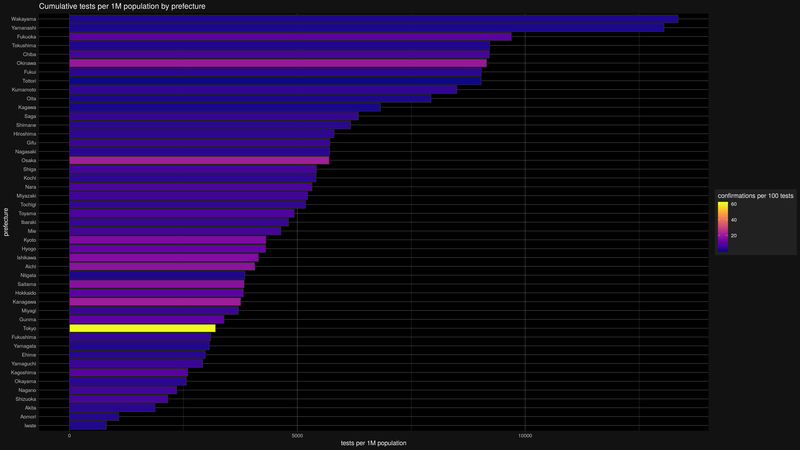 Cumulative tests per 1M population by prefecture
Wakayama
Yamanashi
Fukuoka
Tokushima
Chiba
Okinawa
Fukui
Tottori
Kumamoto
Oita
Kagawa
Saga
Shimane
Hiroshima
Gifu
Nagasaki
Osaka
Shiga
Kochi
Nara
Miyazaki
Tochigi
Toyama
Ibaraki
Mie
Kyoto
Hyogo
Ishikawa
Aichi
NIigata
Saitama
Hokkaido
Kanagawa
Miyagi
Gunma
Tokyo
Fukushima
Yamagata
Ehime
Yamaguchi
Kagoshima
Okayama
Nagano
Shizuoka
Akita
Aomori
Iwate
prefecture
0
5000
10000
tests per 1M population
confirmations per 100 tests
60
40
20